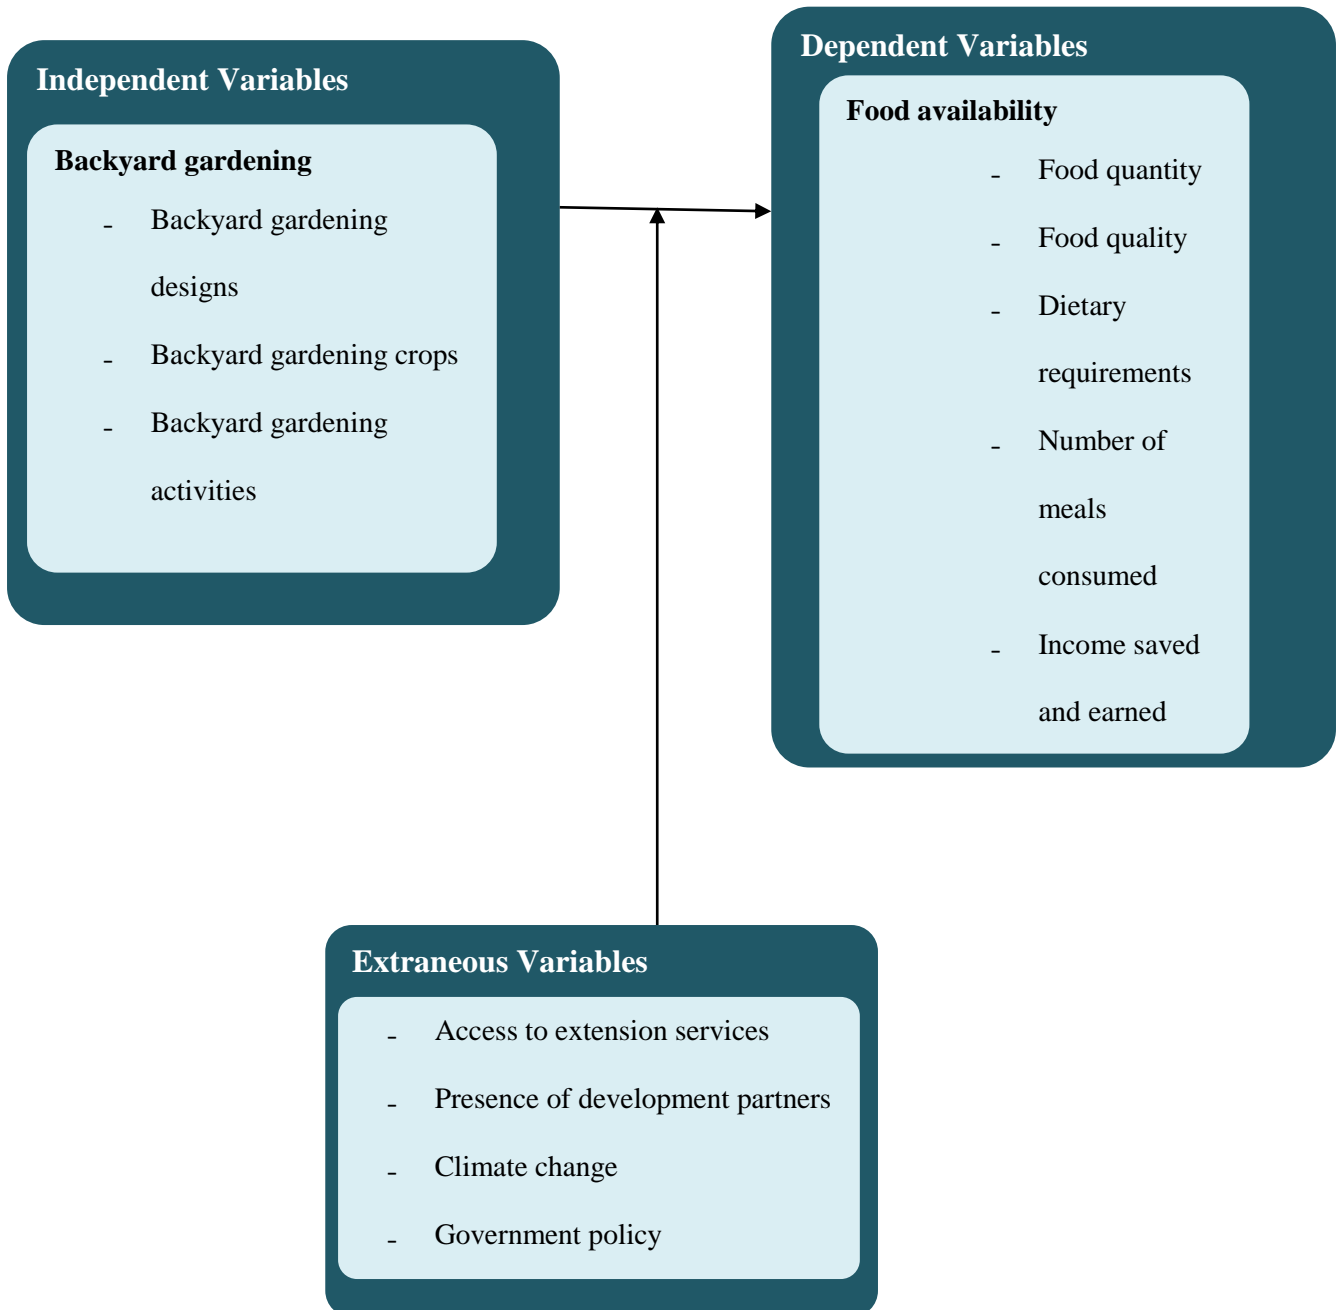 Independent Variables
Backyard gardening
- Backyard gardening
designs
- Backyard gardening crops
- Backyard gardening
activities
Dependent Variables
Food availability
- Food quantity
- Food quality
- Dietary
requirements
- Number of
meals
consumed
- Income saved
and earned
Extraneous Variables
- Access to extension services
- Presence of development partners
- Climate change
- Government policy